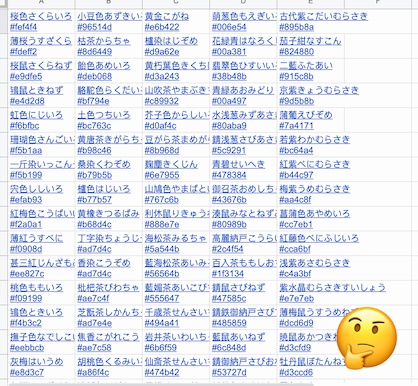 A B C D E F
桜色さくらいろ 小豆色あずきい 黄金こがね 萌葱色もえぎい 古代紫こだいむらさき
#fef4f4 #96514d #e6b422 #006e54 #895b8a
薄桜うすざくら 枯茶からちゃ 櫨染はじぞめ 花緑青はなろく 茄子紺なすこん
#fdeff2 #8d6449 #d9a62e #00a381 #824880
桜鼠さくらねず 飴色あめいろ 黄朽葉色きくち 翡翠色ひすいい 二藍ふたあい
#e9dfe5 #deb068 #d3a243 #38b48b #915c8b
鴇鼠ときねず 駱駝色らくだい 山吹茶やまぶき 青緑あおみどり 京紫きょうむらさき
#e4d2d8 #bf794e #c89932 #00a497 #9d5b8b
虹色にじいろ 土色つちいろ 芥子色からしい 水浅葱みずあさ 蒲葡えびぞめ
#f6bfbc #bc763c #d0af4c #80aba9 #7a4171
珊瑚色さんごい 黄唐茶きがらち 豆がら茶まめが 錆浅葱さびあさ 若紫わかむらさき
#f5b1aa #b98c46 #8b968d #5c9291 #bc64a4
一斤染いっこん 桑染くわぞめ 麹塵きくじん 青碧せいへき 紅紫べにむらさき
#f5b199 #b79b5b #6e7955 #478384 #b44c97
宍色ししいろ 櫨色はじいろ 山鳩色やまばと 御召茶おめしち 梅紫うめむらさき
#efab93 #b77b57 #767c6b #43676b #aa4c8f
紅梅色こうばい 黄橡きつるばみ 利休鼠りきゅう 湊鼠みなとねず 菖蒲色あやめいろ
#f2a0a1 #b68d4c #888e7e #80989b #cc7eb1
薄紅うすべに 丁字染ちょうじ 海松茶みるちゃ 高麗納戸こうら 紅藤色べにふじいろ
#f0908d #ad7d4c #5a544b #2c4f54 #cca6bf
甚三紅じんざも 香染こうぞめ 藍海松茶あいみ 百入茶ももしお 浅紫あさむらさき
#ee827c #ad7d4c #56564b #1f3134 #c4a3bf
桃色ももいろ 枇杷茶びわちゃ 藍媚茶あいこび 錆鼠さびねず 紫水晶むらさきすいしょう
#f09199 #ae7c4f #555647 #47585c #e7e7eb
鴇色ときいろ 芝翫茶しかんち 千歳茶せんさい 錆鉄御納戸さび 薄梅鼠うすうめね
#f4b3c2 #ad7e4e #494a41 #485859 #dcd6d9
撫子色なでしこ 焦香こがれこう 岩井茶いわいち 藍鼠あいねず
#eebbcb #ae7c58 #6b6f59 #6c848d #d3cfd9
灰梅はいうめ 胡桃色くるみい 仙斎茶せんさい 錆御納戸さびお 牡丹鼠ぼたんね
#e8d3c7 #a86f4c #474b42 #53727d #d3ccd6